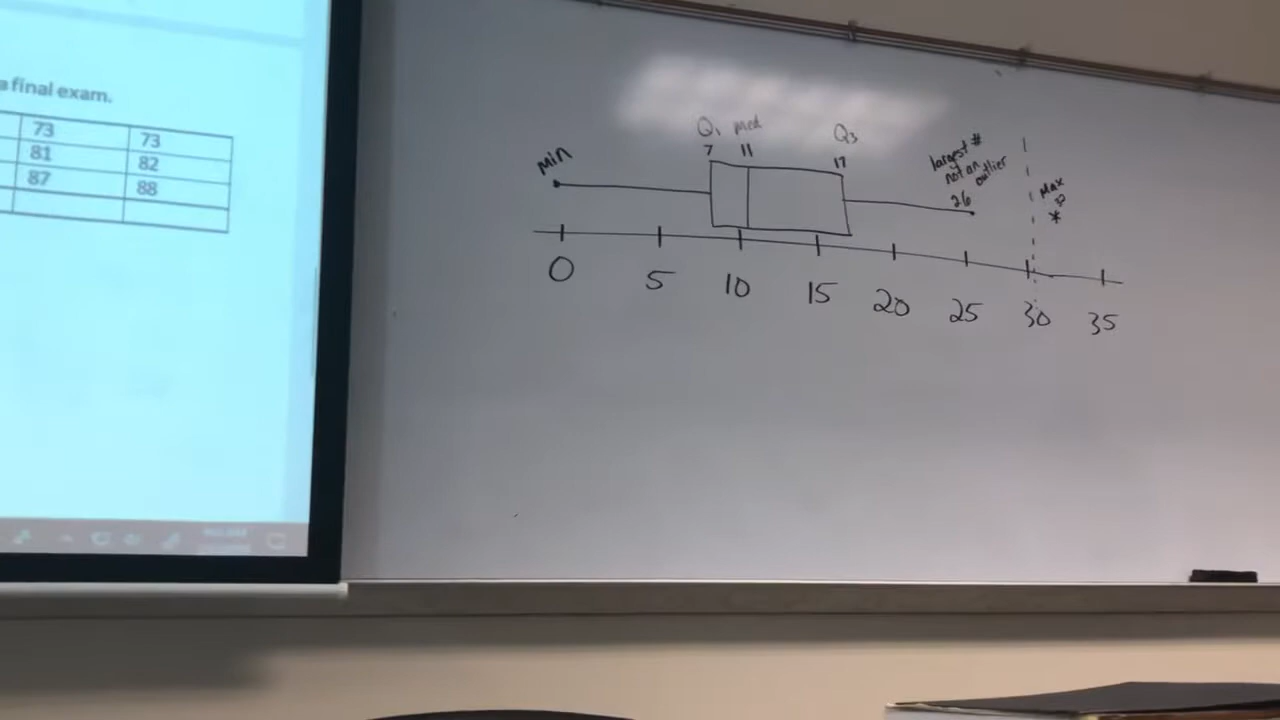 a final exam.
73 73
81 82
87 88
Min
Q1 med Q3
7 11 17
largest #
not an
outlier
26
Max
32
*
0 5 10 15 20 25 30 35